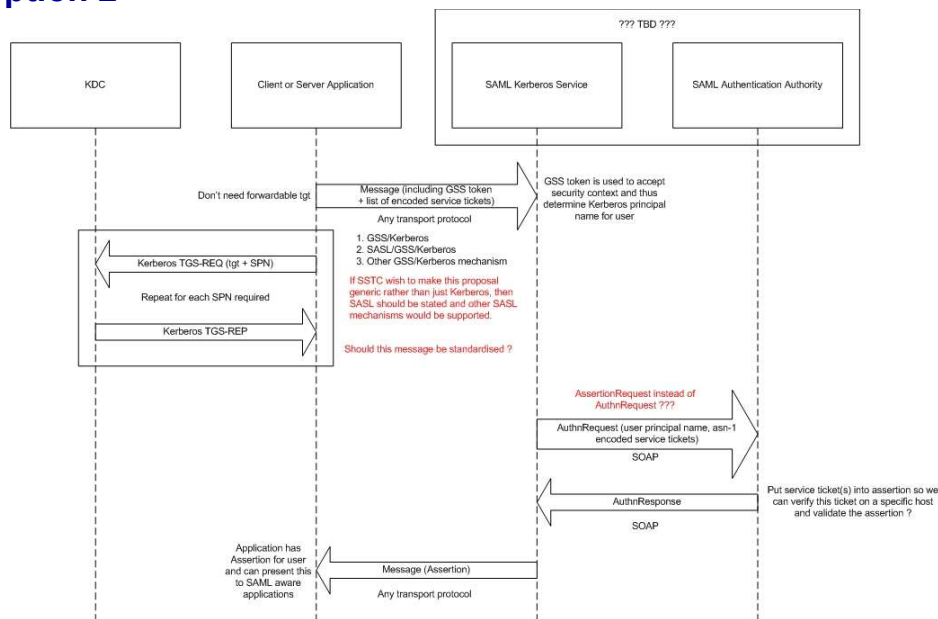 ??? TBD ???
KDC
Client or Server Application
SAML Kerberos Service
SAML Authentication Authority
Don't need forwardable tgt
Message (including GSS token
+ list of encoded service tickets)
Any transport protocol
GSS token is used to accept
security context and thus
determine Kerberos principal
name for user
1. GSS/Kerberos
2. SASL/GSS/Kerberos
3. Other GSS/Kerberos mechanism
Kerberos TGS-REQ (tgt + SPN)
Repeat for each SPN required
Kerberos TGS-REP
If SSTC wish to make this proposal
generic rather than just Kerberos, then
SASL should be stated and other SASL
mechanisms would be supported.
Should this message be standardised ?
AssertionRequest instead of
AuthnRequest ???
AuthnRequest (user principal name, asn-1
encoded service tickets)
SOAP
AuthnResponse
SOAP
Put service ticket(s) into assertion so we
can verify this ticket on a specific host
and validate the assertion ?
Application has
Assertion for user
and can present this
to SAML aware
applications
Message (Assertion)
Any transport protocol